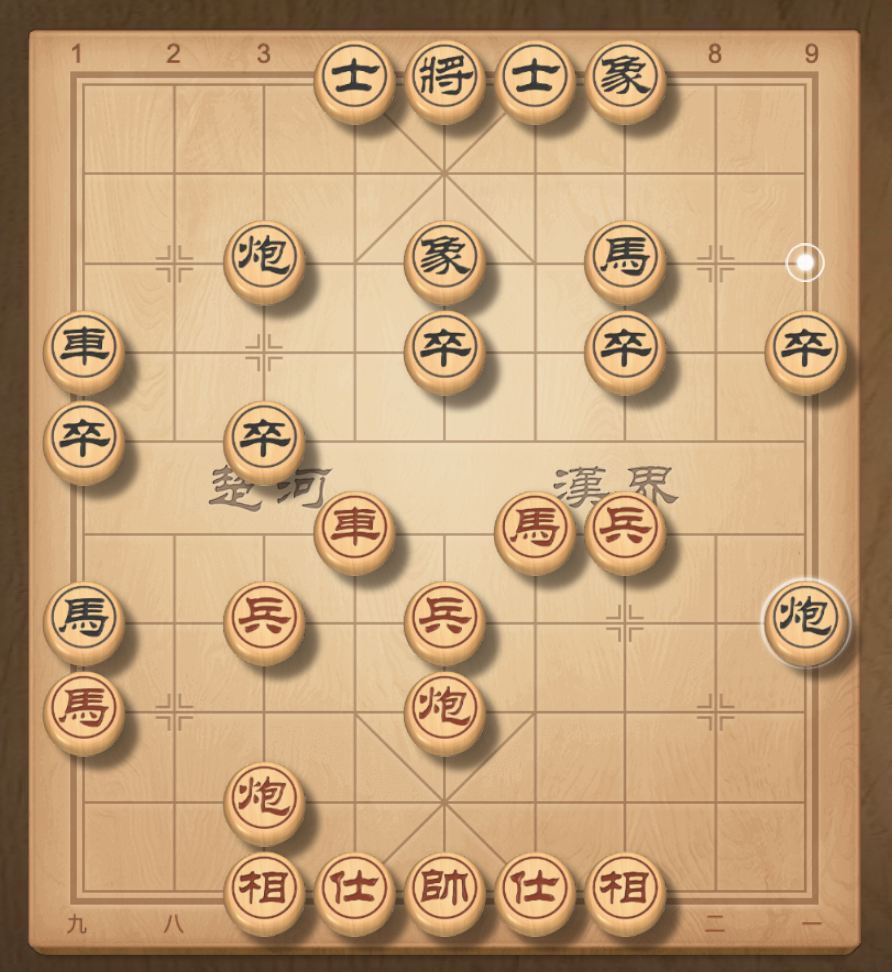 1 2 3 8 9
士 將 士 象
炮 象 馬
車 卒 卒 卒
卒 卒
楚河 漢界
車 馬 兵
馬 兵 兵 炮
馬 炮
炮
相 仕 帥 仕 相
九 八 二 一